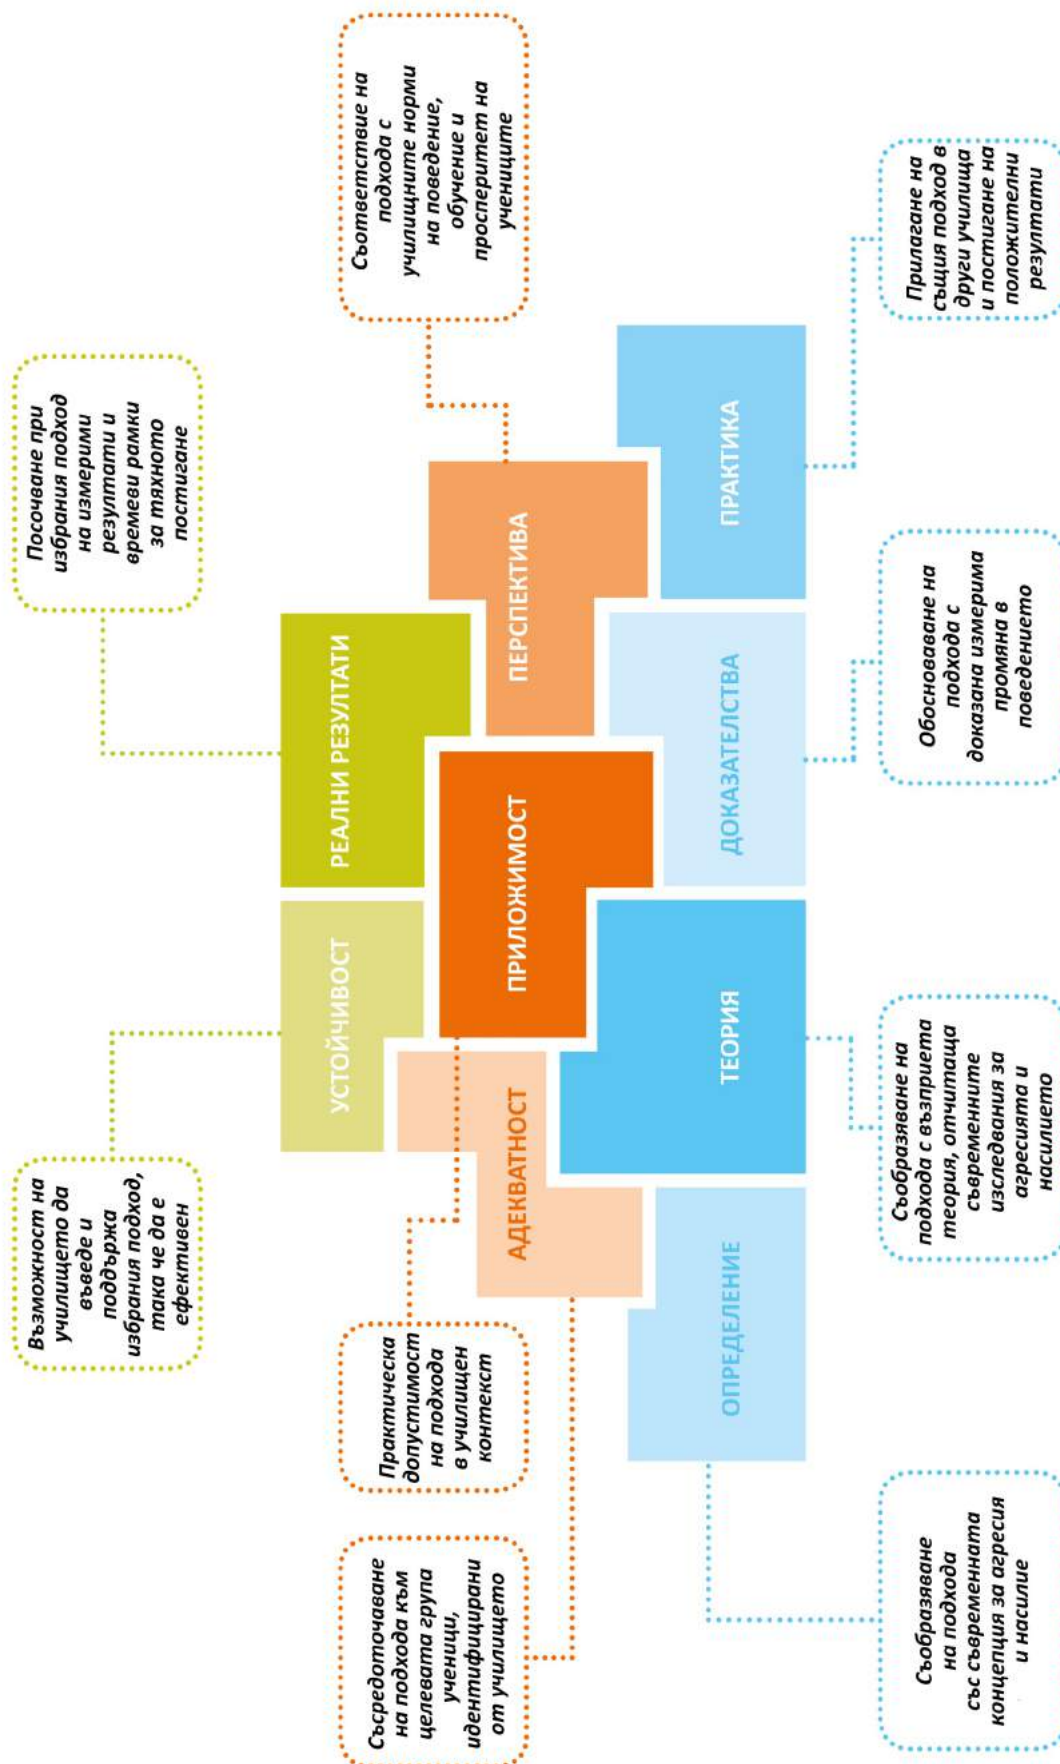 Възможност на
училището да
въведе и
поддържа
избрания подход,
така че да е
ефективен
Посочване при
избрания подход
на измерими
резултати и
времеви рамки
за тяхното
постигане
УСТОЙЧИВОСТ
РЕАЛНИ РЕЗУЛТАТИ
Съсредоточаване
на подхода към
целевата група
ученици,
идентифицирани
от училището
Практическа
допустимост
на подхода
в училищен
контекст
Съответствие на
подхода с
училищните норми
на поведение,
обучение и
просперитет на
учениците
АДЕКВАТНОСТ
ПРИЛОЖИМОСТ
ПЕРСПЕКТИВА
ОПРЕДЕЛЕНИЕ
ТЕОРИЯ
ДОКАЗАТЕЛСТВА
ПРАКТИКА
Съобразяване
на подхода
със съвременната
концепция за агресия
и насилие
Съобразяване на
подхода с възприета
теория, отчитаща
съвременните
изследвания за
агресията и
насилието
Обосноваване на
подхода с
доказана измерима
промяна в
поведението
Прилагане на
същия подход в
други училища
и постигане на
положителни
резултати